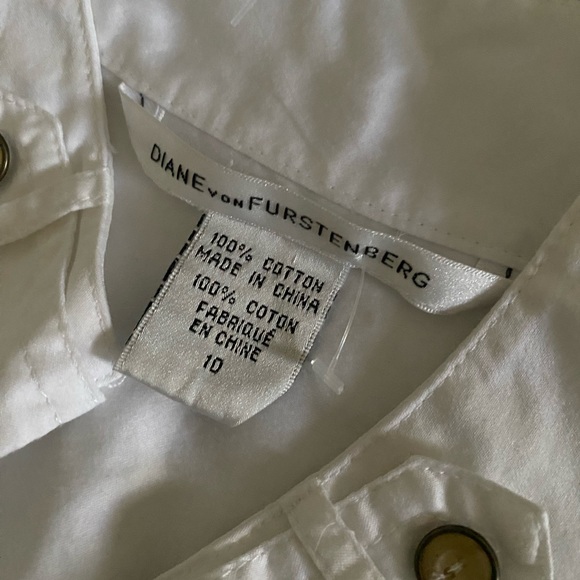 DIANE VON FURSTENBERG
100% COTTON
MADE IN CHINA
100% COTON
FABRIQUÉ
EN CHINE
10